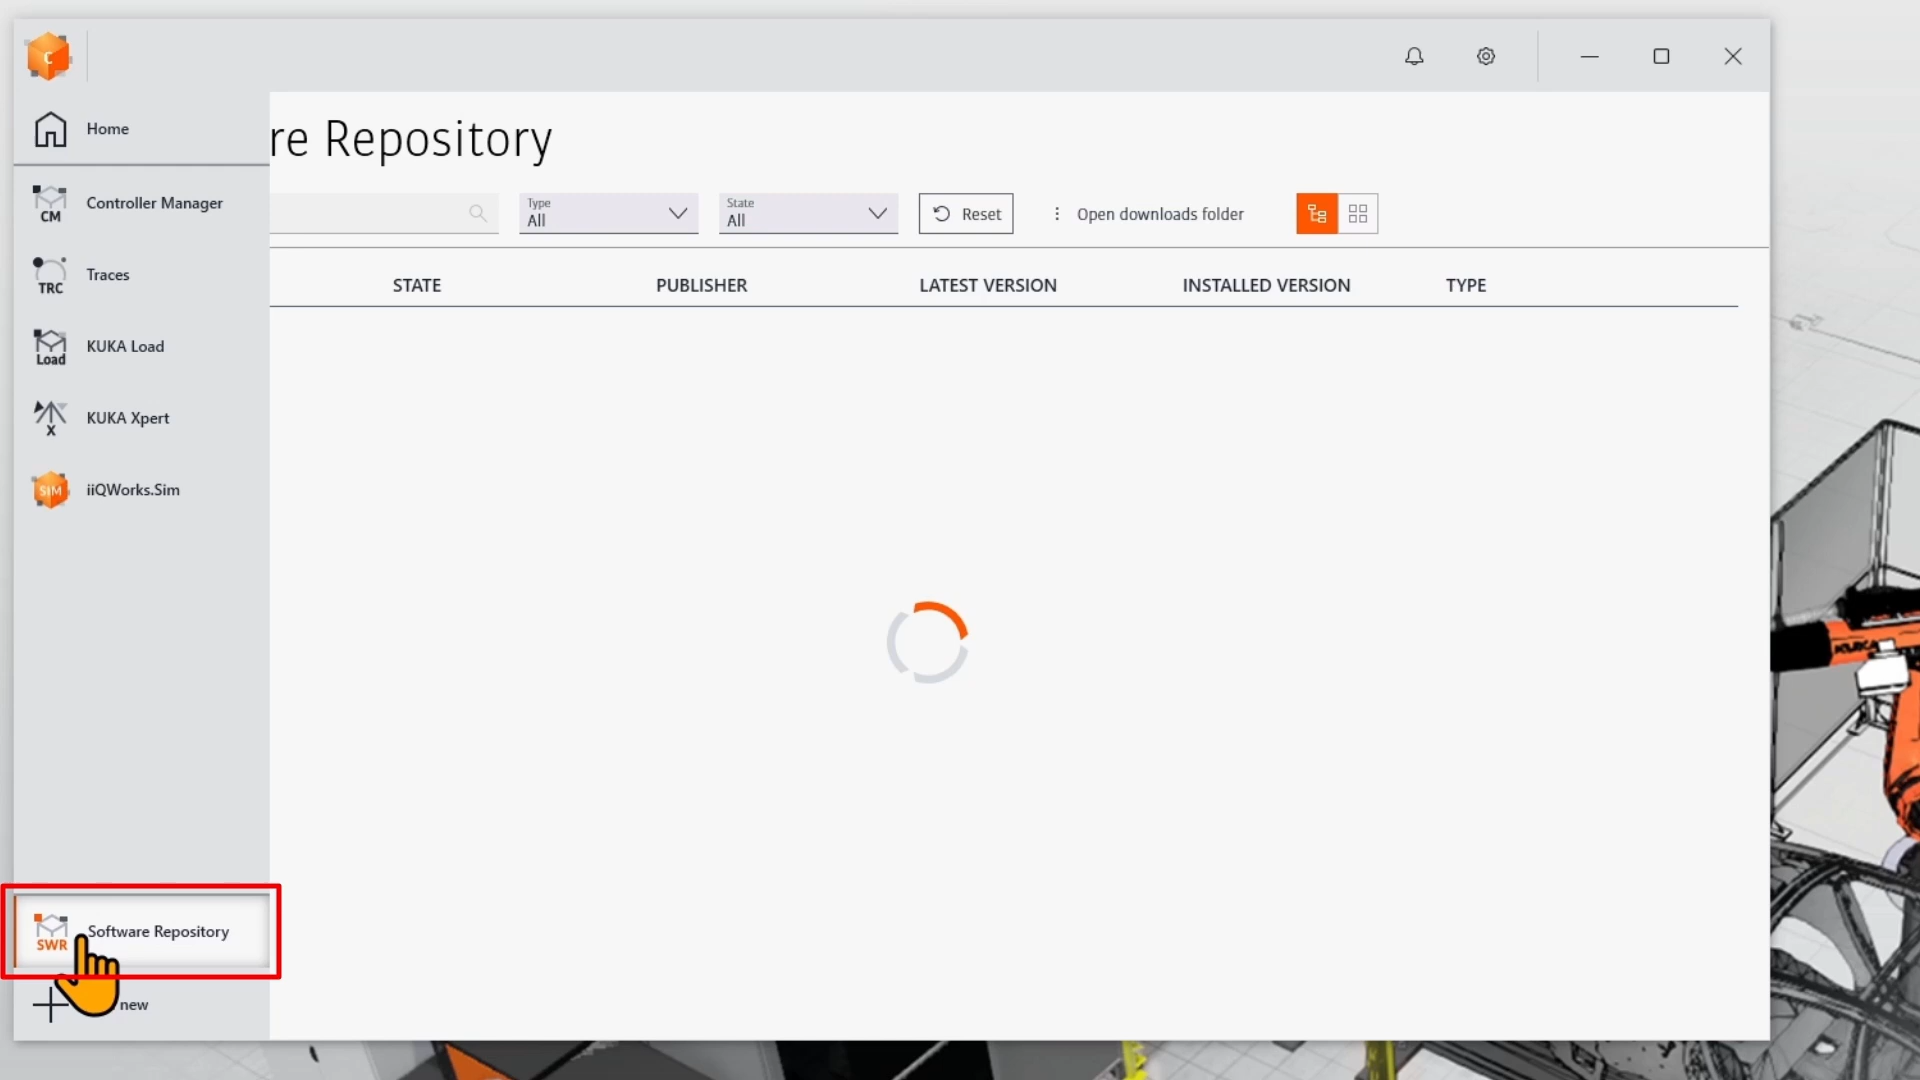 C
Home
re Repository
CM
Controller Manager
Type
All
State
All
Reset
Open downloads folder
TRC
Traces
STATE
PUBLISHER
LATEST VERSION
INSTALLED VERSION
TYPE
Load
KUKA Load
X
KUKA Xpert
SIM
iiQWorks.Sim
KUKA
SWR
Software Repository
new